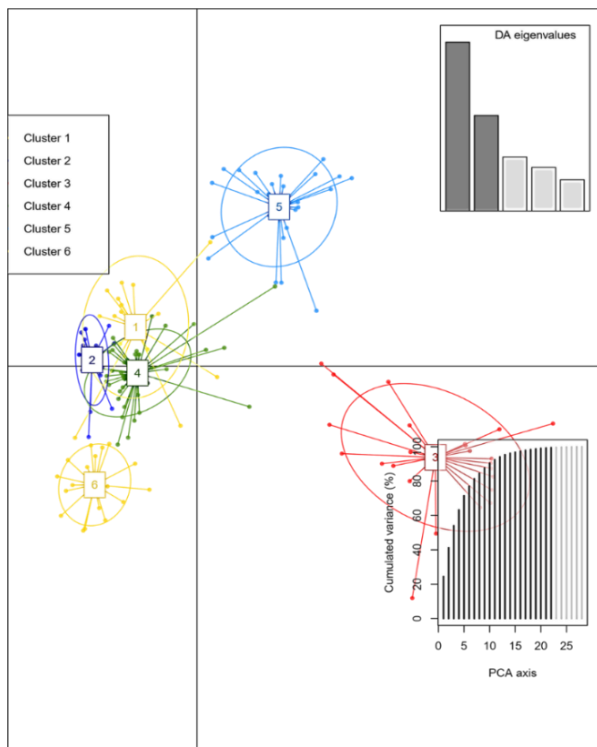 DA eigenvalues
Cluster 1
Cluster 2
Cluster 3
Cluster 4
Cluster 5
Cluster 6
5
1
2
4
6
3
Cumulated variance (%)
100
80
60
40
20
0
0 5 10 15 20 25
PCA axis